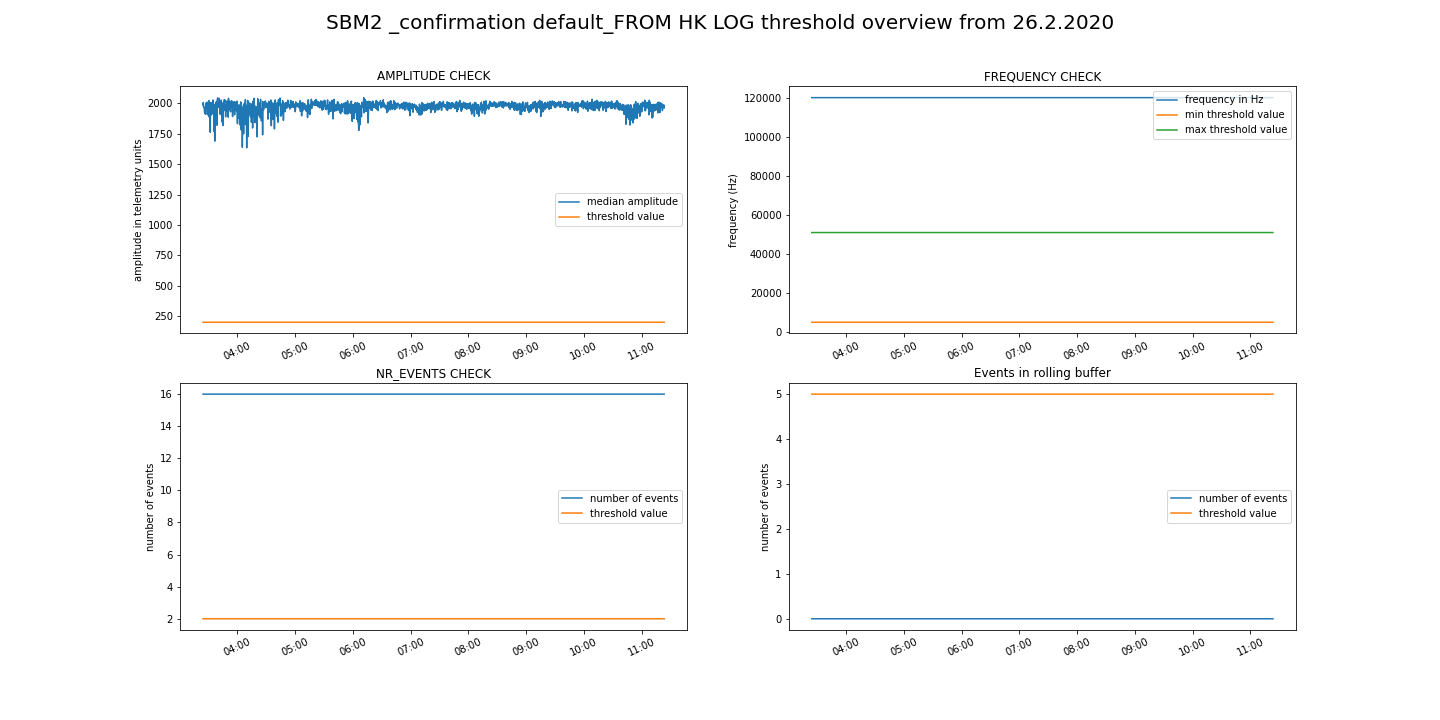 SBM2 _confirmation default_FROM HK LOG threshold overview from 26.2.2020
AMPLITUDE CHECK
amplitude in telemetry units
2000
1750
1500
1250
1000
750
500
250
median amplitude
threshold value
04:00 05:00 06:00 07:00 08:00 09:00 10:00 11:00
FREQUENCY CHECK
frequency (Hz)
120000
100000
80000
60000
40000
20000
0
frequency in Hz
min threshold value
max threshold value
04:00 05:00 06:00 07:00 08:00 09:00 10:00 11:00
NR_EVENTS CHECK
number of events
16
14
12
10
8
6
4
2
number of events
threshold value
04:00 05:00 06:00 07:00 08:00 09:00 10:00 11:00
Events in rolling buffer
number of events
5
4
3
2
1
0
number of events
threshold value
04:00 05:00 06:00 07:00 08:00 09:00 10:00 11:00